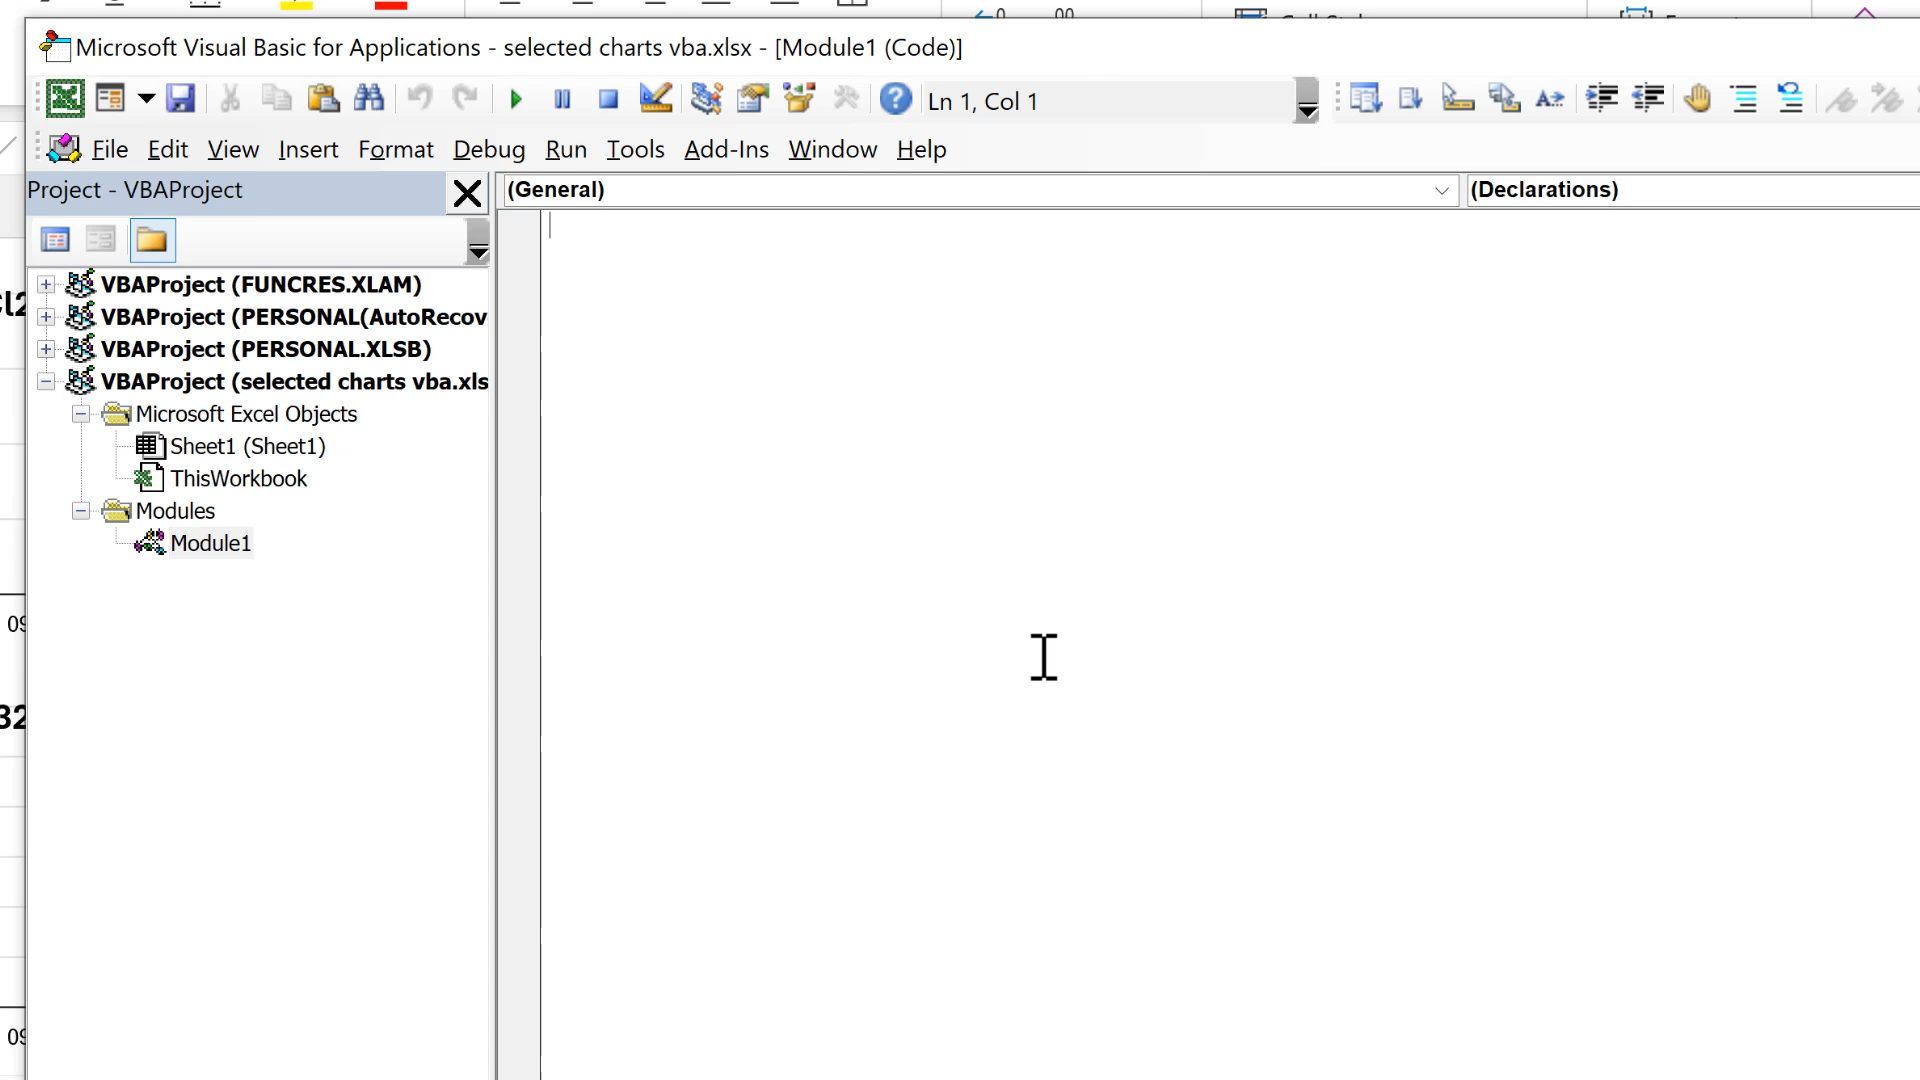 Microsoft Visual Basic for Applications - selected charts vba.xlsx - [Module1 (Code)]
Ln 1, Col 1
File Edit View Insert Format Debug Run Tools Add-Ins Window Help
Project - VBAProject
(General)
(Declarations)
VBAProject (FUNCRES.XLAM)
VBAProject (PERSONAL(AutoRecov
VBAProject (PERSONAL.XLSB)
VBAProject (selected charts vba.xls
Microsoft Excel Objects
Sheet1 (Sheet1)
ThisWorkbook
Modules
Module1